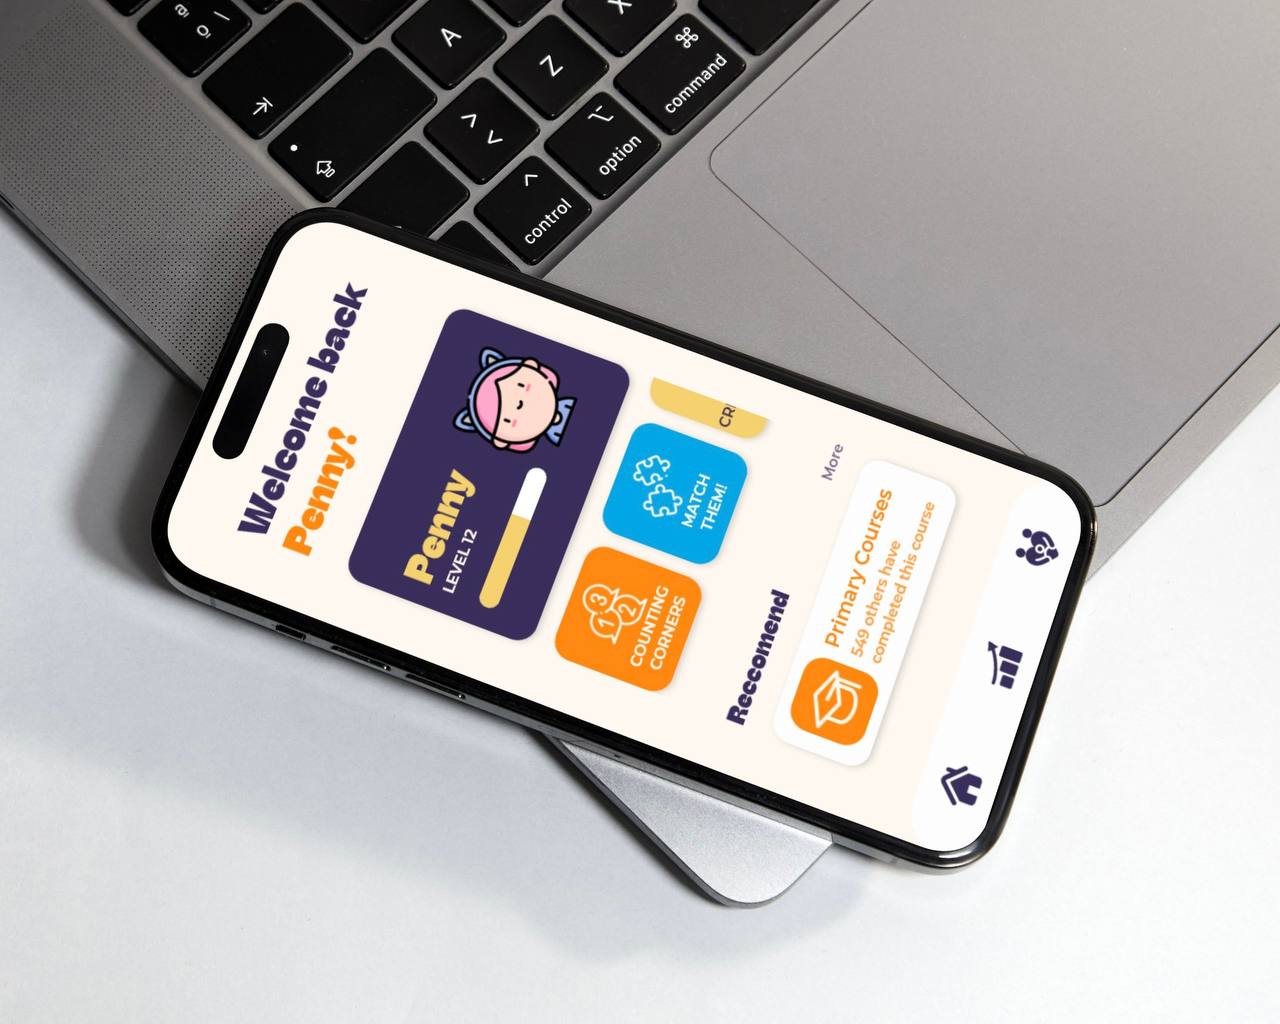 Welcome back
Penny!
Penny
LEVEL 12
1 3
2
COUNTING
CORNERS
MATCH
THEM!
CR
Reccomend
More
Primary Courses
549 others have
completed this course
ª
º
\
A
Z
X
⌘
command
>
<
⌥
option
^
control